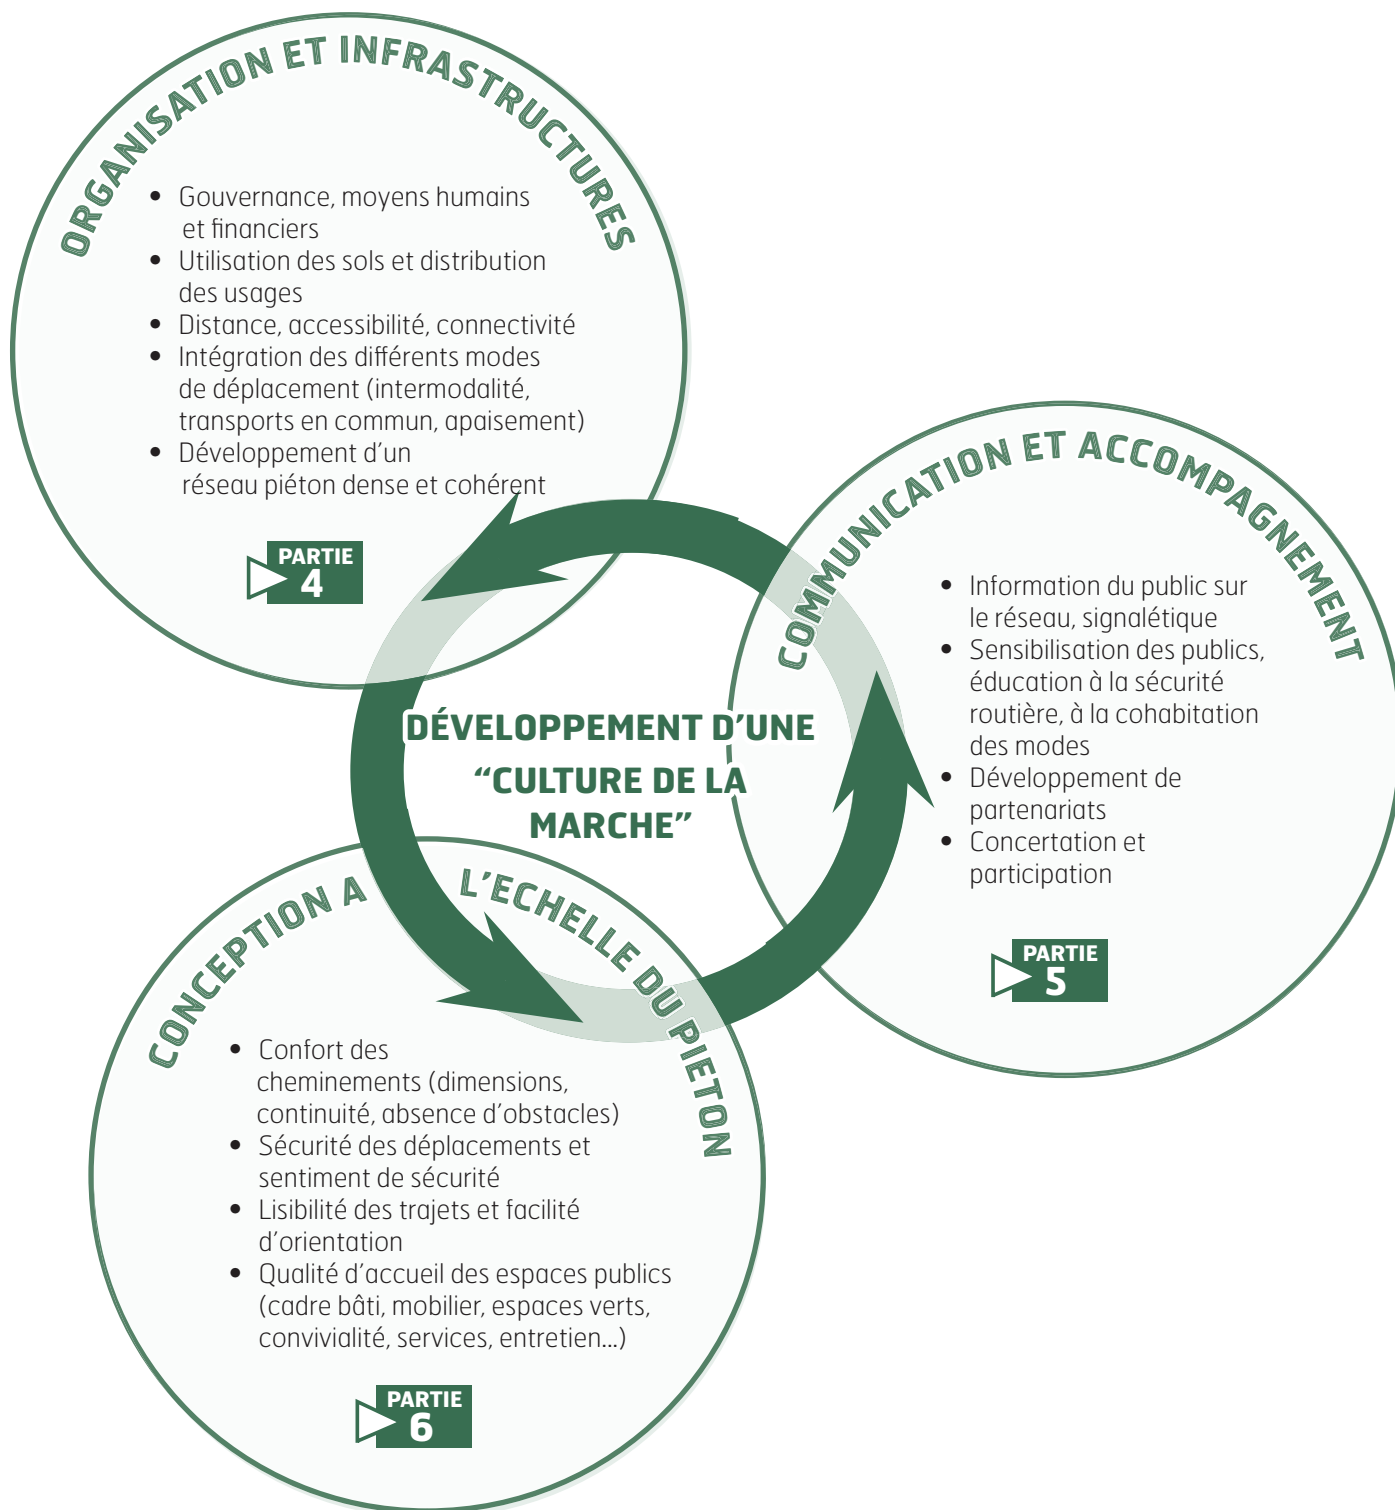 ORGANISATION ET INFRASTRUCTURES
• Gouvernance, moyens humains
et financiers
• Utilisation des sols et distribution
des usages
• Distance, accessibilité, connectivité
• Intégration des différents modes
de déplacement (intermodalité,
transports en commun, apaisement)
• Développement d’un
réseau piéton dense et cohérent
PARTIE
4
COMMUNICATION ET ACCOMPAGNEMENT
• Information du public sur
le réseau, signalétique
• Sensibilisation des publics,
éducation à la sécurité
routière, à la cohabitation
des modes
• Développement de
partenariats
• Concertation et
participation
PARTIE
5
DÉVELOPPEMENT D’UNE
“CULTURE DE LA
MARCHE”
CONCEPTION A L’ECHELLE DU PIETON
• Confort des
cheminements (dimensions,
continuité, absence d’obstacles)
• Sécurité des déplacements et
sentiment de sécurité
• Lisibilité des trajets et facilité
d’orientation
• Qualité d’accueil des espaces publics
(cadre bâti, mobilier, espaces verts,
convivialité, services, entretien...)
PARTIE
6